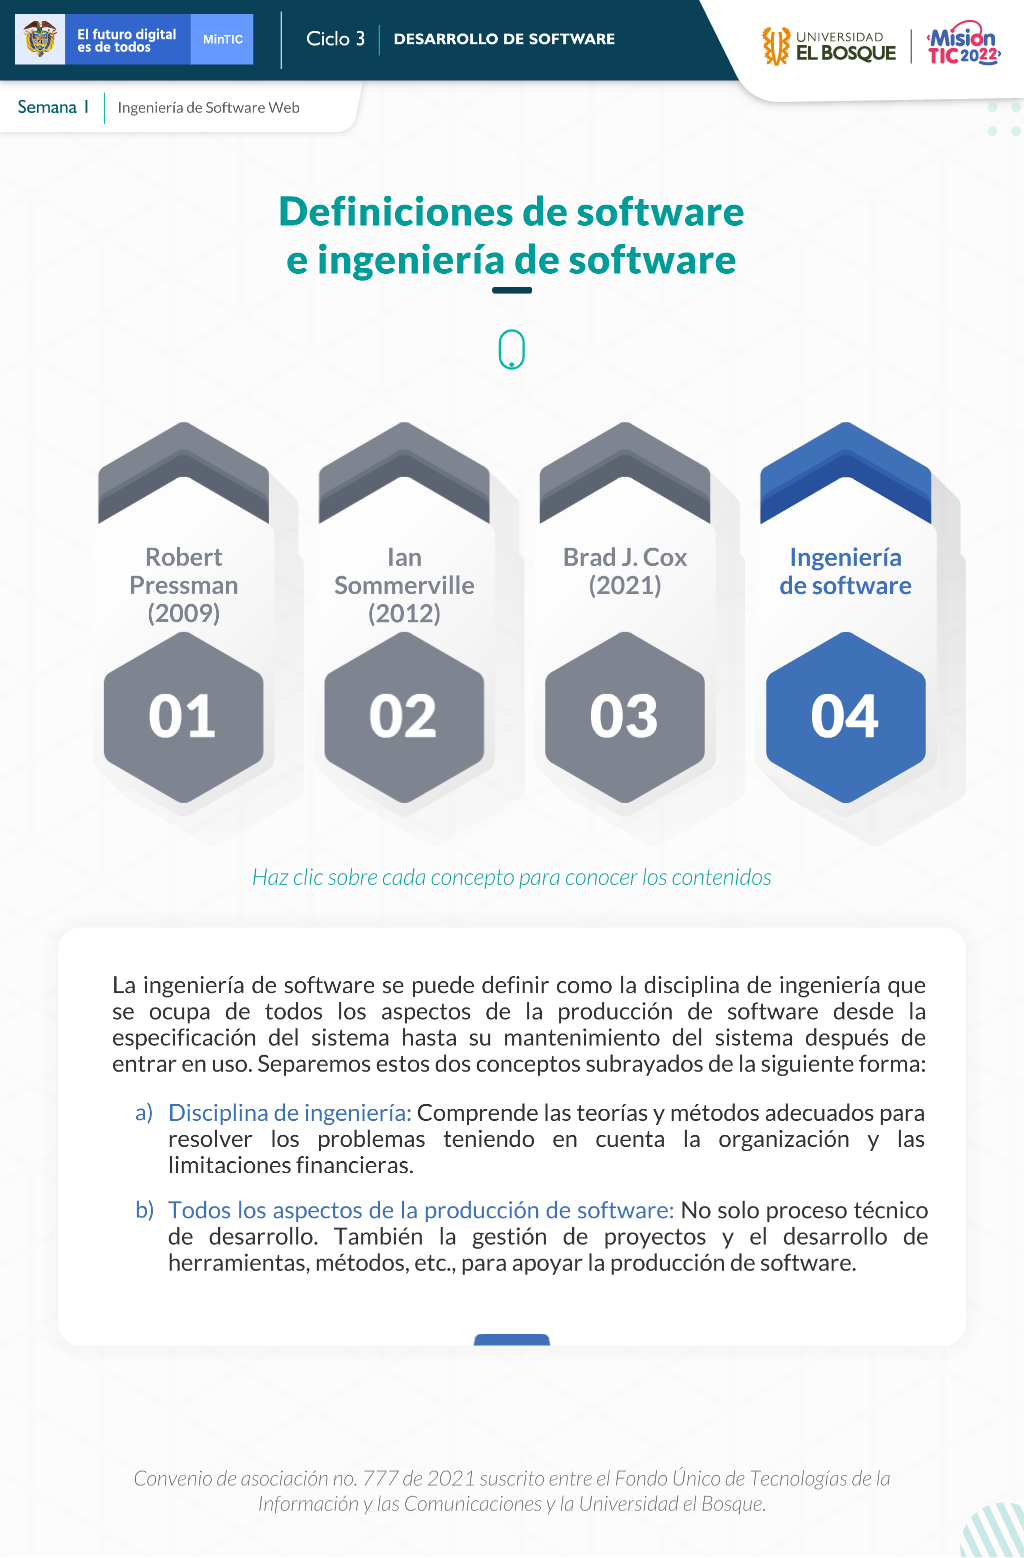 El futuro digital
es de todos
MinTIC
Ciclo 3
DESARROLLO DE SOFTWARE
UNIVERSIDAD
EL BOSQUE
Misión
TIC 2022
Semana 1
Ingeniería de Software Web
Definiciones de software
e ingeniería de software
Robert
Pressman
(2009)
01
Ian
Sommerville
(2012)
02
Brad J. Cox
(2021)
03
Ingeniería
de software
04
Haz clic sobre cada concepto para conocer los contenidos
La ingeniería de software se puede definir como la disciplina de ingeniería que
se ocupa de todos los aspectos de la producción de software desde la
especificación del sistema hasta su mantenimiento del sistema después de
entrar en uso. Separemos estos dos conceptos subrayados de la siguiente forma:
a) Disciplina de ingeniería: Comprende las teorías y métodos adecuados para
resolver los problemas teniendo en cuenta la organización y las
limitaciones financieras.
b) Todos los aspectos de la producción de software: No solo proceso técnico
de desarrollo. También la gestión de proyectos y el desarrollo de
herramientas, métodos, etc., para apoyar la producción de software.
Convenio de asociación no. 777 de 2021 suscrito entre el Fondo Único de Tecnologías de la
Información y las Comunicaciones y la Universidad el Bosque.